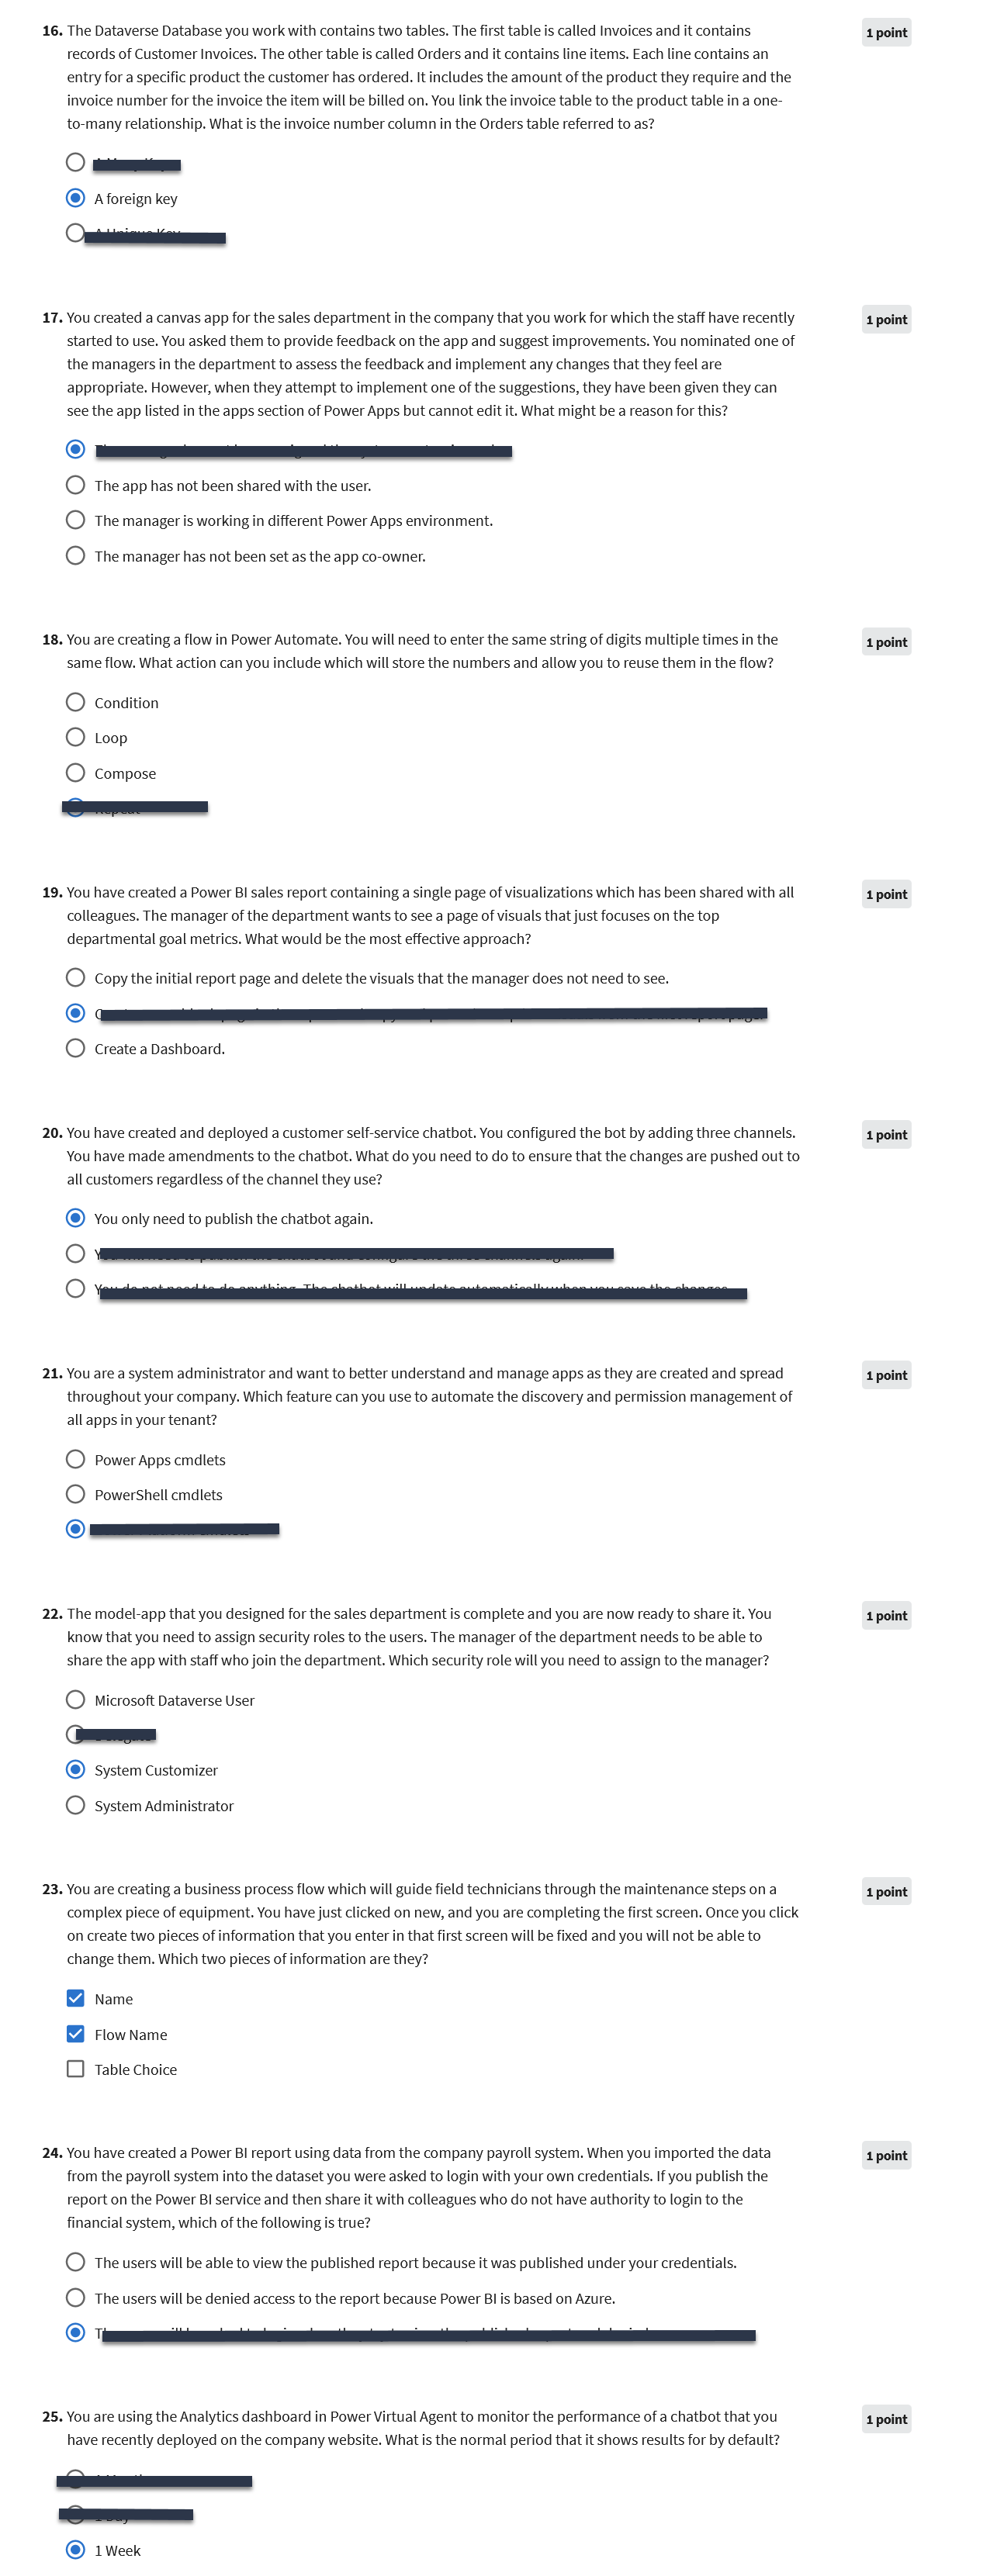 16. The Dataverse Database you work with contains two tables. The first table is called Invoices and it contains
1 point
records of Customer Invoices. The other table is called Orders and it contains line items. Each line contains an
entry for a specific product the customer has ordered. It includes the amount of the product they require and the
invoice number for the invoice the item will be billed on. You link the invoice table to the product table in a one-
to-many relationship. What is the invoice number column in the Orders table referred to as?
A foreign key
A Unique Key
17. You created a canvas app for the sales department in the company that you work for which the staff have recently
1 point
started to use. You asked them to provide feedback on the app and suggest improvements. You nominated one of
the managers in the department to assess the feedback and implement any changes that they feel are
appropriate. However, when they attempt to implement one of the suggestions, they have been given they can
see the app listed in the apps section of Power Apps but cannot edit it. What might be a reason for this?
The app has not been shared with the user.
The manager is working in different Power Apps environment.
The manager has not been set as the app co-owner.
18. You are creating a flow in Power Automate. You will need to enter the same string of digits multiple times in the
1 point
same flow. What action can you include which will store the numbers and allow you to reuse them in the flow?
Condition
Loop
Compose
19. You have created a Power BI sales report containing a single page of visualizations which has been shared with all
1 point
colleagues. The manager of the department wants to see a page of visuals that just focuses on the top
departmental goal metrics. What would be the most effective approach?
Copy the initial report page and delete the visuals that the manager does not need to see.
Create a Dashboard.
20. You have created and deployed a customer self-service chatbot. You configured the bot by adding three channels.
1 point
You have made amendments to the chatbot. What do you need to do to ensure that the changes are pushed out to
all customers regardless of the channel they use?
You only need to publish the chatbot again.
You do not need to do anything. The chatbot will update automatically when you save the changes.
21. You are a system administrator and want to better understand and manage apps as they are created and spread
1 point
throughout your company. Which feature can you use to automate the discovery and permission management of
all apps in your tenant?
Power Apps cmdlets
PowerShell cmdlets
22. The model-app that you designed for the sales department is complete and you are now ready to share it. You
1 point
know that you need to assign security roles to the users. The manager of the department needs to be able to
share the app with staff who join the department. Which security role will you need to assign to the manager?
Microsoft Dataverse User
System Customizer
System Administrator
23. You are creating a business process flow which will guide field technicians through the maintenance steps on a
1 point
complex piece of equipment. You have just clicked on new, and you are completing the first screen. Once you click
on create two pieces of information that you enter in that first screen will be fixed and you will not be able to
change them. Which two pieces of information are they?
Name
Flow Name
Table Choice
24. You have created a Power BI report using data from the company payroll system. When you imported the data
1 point
from the payroll system into the dataset you were asked to login with your own credentials. If you publish the
report on the Power BI service and then share it with colleagues who do not have authority to login to the
financial system, which of the following is true?
The users will be able to view the published report because it was published under your credentials.
The users will be denied access to the report because Power BI is based on Azure.
25. You are using the Analytics dashboard in Power Virtual Agent to monitor the performance of a chatbot that you
1 point
have recently deployed on the company website. What is the normal period that it shows results for by default?
1 Week